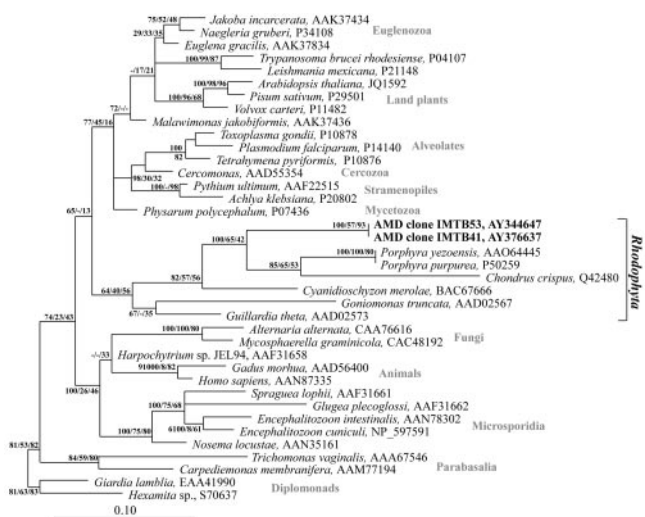 75/52/48
Jakoba incarcerata, AAK37434
Naegleria gruberi, P34108
29/33/35
Euglenozoa
Euglena gracilis, AAK37834
Trypanosoma brucei rhodesiense, P04107
100/99/87
Leishmania mexicana, P21148
-/17/21
100/98/96
Arabidopsis thaliana, JQ1592
Pisum sativum, P29501
Land plants
100/96/68
Volvox carteri, P11482
72/-/-
Malawimonas jakobiformis, AAK37436
77/45/16
Toxoplasma gondii, P10878
100
Plasmodium falciparum, P14140
Alveolates
82
Tetrahymena pyriformis, P10876
Cercomonas, AAD55354
Cercozoa
98/30/32
Pythium ultimum, AAF22515
100/-/98
Stramenopiles
Achlya klebsiana, P20802
65/-/13
Physarum polycephalum, P07436
Mycetozoa
100/57/93
AMD clone IMTB53, AY344647
AMD clone IMTB41, AY376637
100/65/42
100/100/80
Porphyra yezoensis, AAO64445
85/65/53
Porphyra purpurea, P50259
Chondrus crispus, Q42480
Rhodophyta
82/57/56
Cyanidioschyzon merolae, BAC67666
64/40/56
Goniomonas truncata, AAD02567
67/-/35
Guillardia theta, AAD02573
74/23/43
100/100/80
Alternaria alternata, CAA76616
Mycosphaerella graminicola, CAC48192
Fungi
-/-/33
Harpochytrium sp. JEL94, AAF31658
91000/8/82
Gadus morhua, AAD56400
Animals
Homo sapiens, AAN87335
100/26/46
Spraguea lophii, AAF31661
100/75/68
Glugea plecoglossi, AAF31662
Encephalitozoon intestinalis, AAN78302
Microsporidia
100/75/80
6100/8/61
Encephalitozoon cuniculi, NP_597591
Nosema locustae, AAN35161
81/53/82
84/59/80
Trichomonas vaginalis, AAA67546
Parabasalia
Carpediemonas membranifera, AAM77194
Giardia lamblia, EAA41990
Diplomonads
81/63/83
Hexamita sp., S70637
0.10